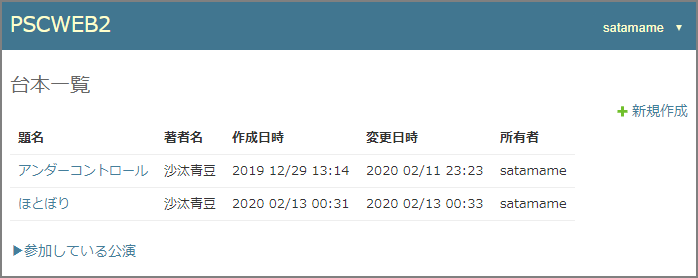 PSCWEB2
satamame ▼
台本一覧
+ 新規作成
題名 著者名 作成日時 変更日時 所有者
アンダーコントロール 沙汰青豆 2019 12/29 13:14 2020 02/11 23:23 satamame
ほとぼり 沙汰青豆 2020 02/13 00:31 2020 02/13 00:33 satamame
▶参加している公演